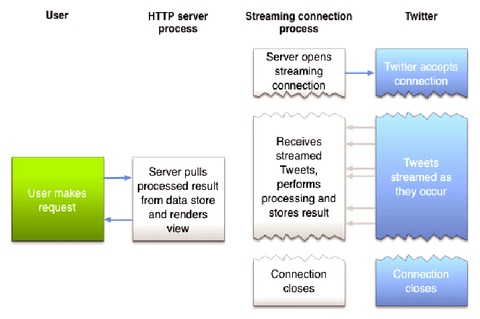 User
HTTP server
process
Streaming connection
process
Twitter
Server opens
streaming
connection
Twitter accepts
connection
User makes
request
Server pulls
processed result
from data store
and renders
view
Receives
streamed
Tweets,
performs
processing and
stores result
Tweets
streamed as
they occur
Connection
closes
Connection
closes